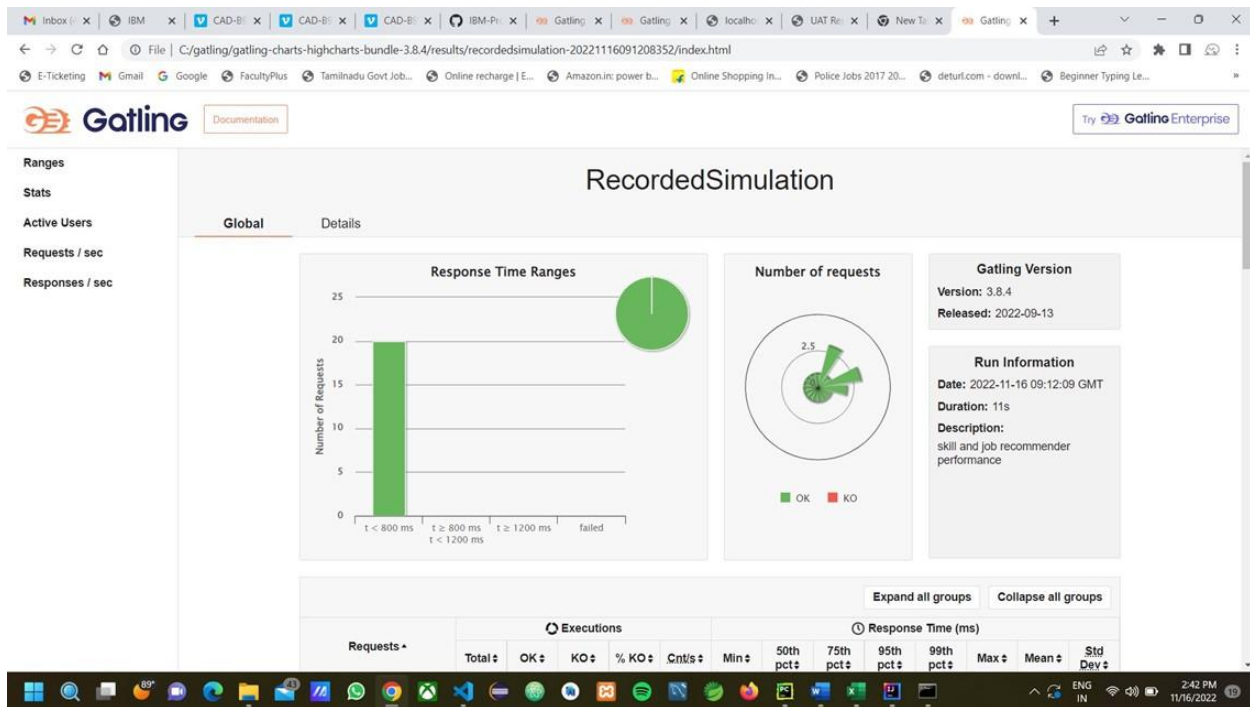 Inbox (
IBM
CAD-BS
CAD-BS
CAD-BS
IBM-Pro
Gatling
Gatling
localho
UAT Re
New Ta
Gatling
File | C:/gatling/gatling-charts-highcharts-bundle-3.8.4/results/recordedsimulation-20221116091208352/index.html
E-Ticketing Gmail Google FacultyPlus Tamilnadu Govt Job... Online recharge | E... Amazon.in: power b... Online Shopping In... Police Jobs 2017 20... deturl.com - downl... Beginner Typing Le... »
Gatling Documentation Try Gatling Enterprise
Ranges
Stats
Active Users
Requests / sec
Responses / sec
RecordedSimulation
Global Details
Response Time Ranges
Number of Requests
25
20
15
10
5
0
t < 800 ms
t ≥ 800 ms
t < 1200 ms
t ≥ 1200 ms
failed
Number of requests
2.5
OK KO
Gatling Version
Version: 3.8.4
Released: 2022-09-13
Run Information
Date: 2022-11-16 09:12:09 GMT
Duration: 11s
Description:
skill and job recommender
performance
Expand all groups Collapse all groups
Requests
Executions
Response Time (ms)
Total OK KO % KO Cnt/s Min 50th pct 75th pct 95th pct 99th pct Max Mean Std Dev
89°
ENG
IN
2:42 PM
11/16/2022
19